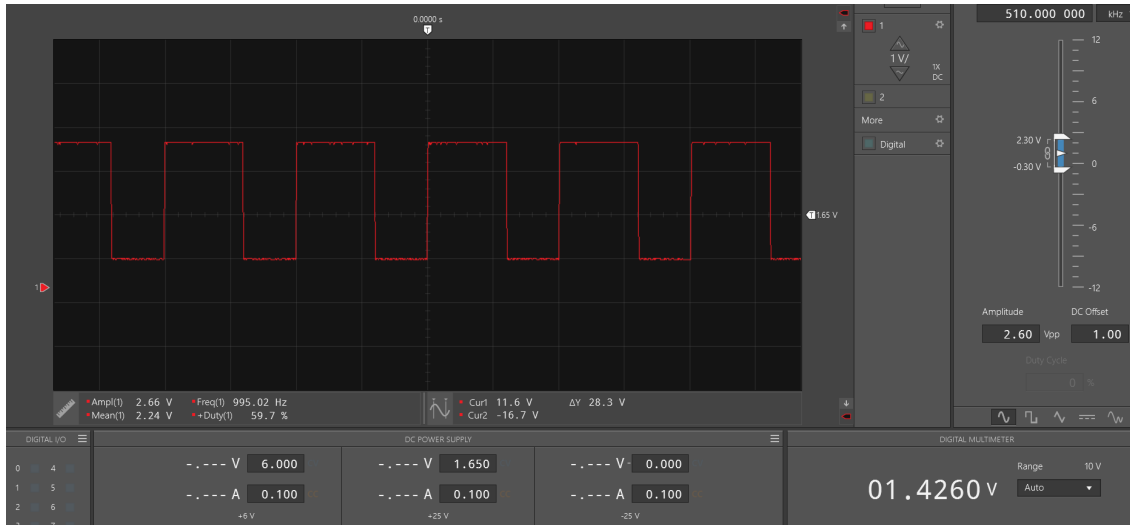 0.0000 s
T
1
1 V/
1X
DC
2
More
Digital
510.000 000 kHz
12
6
2.30 V
-0.30 V
0
-6
-12
T 1.65 V
1
Amplitude DC Offset
2.60 Vpp 1.00
Duty Cycle
0 %
Ampl(1) 2.66 V Freq(1) 995.02 Hz
Mean(1) 2.24 V +Duty(1) 59.7 %
Cur1 11.6 V ΔY 28.3 V
Cur2 -16.7 V
DIGITAL I/O
0 4
1 5
2 6
DC POWER SUPPLY
-.--- V 6.000 -.--- V 1.650 -.--- V - 0.000
-.--- A 0.100 -.--- A 0.100 -.--- A 0.100
+6 V +25 V -25 V
DIGITAL MULTIMETER
Range 10 V
01.4260 V Auto